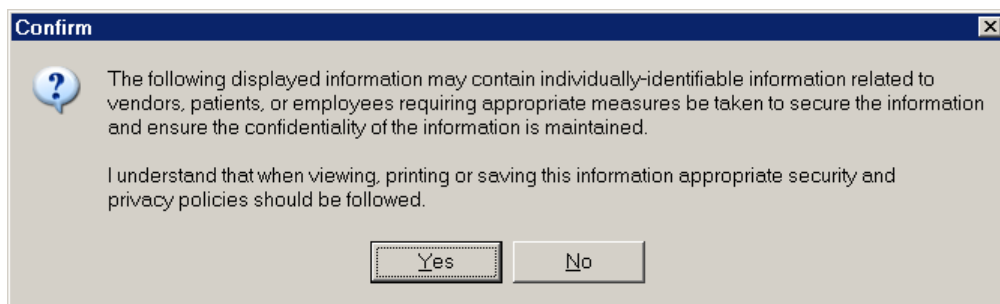 Confirm
The following displayed information may contain individually-identifiable information related to
vendors, patients, or employees requiring appropriate measures be taken to secure the information
and ensure the confidentiality of the information is maintained.
I understand that when viewing, printing or saving this information appropriate security and
privacy policies should be followed.
Yes No